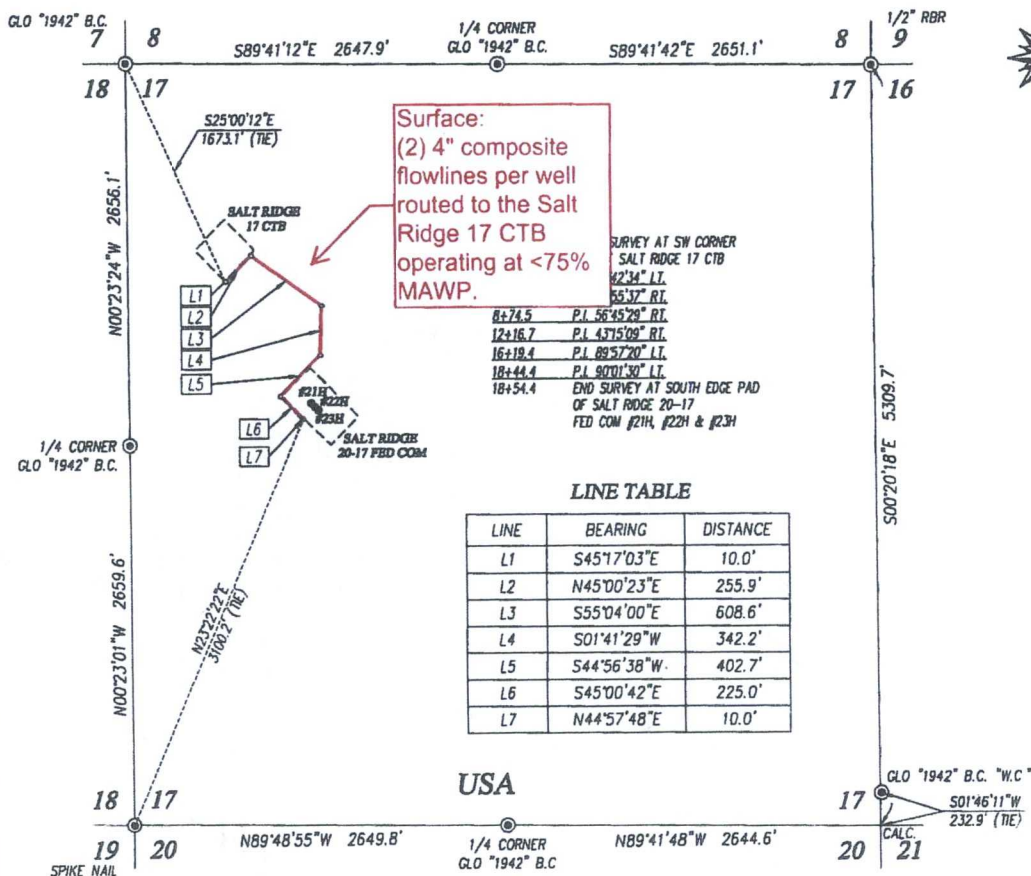 GLO "1942" B.C.
1/4 CORNER
GLO "1942" B.C.
1/2" RBR
7 8
S89°41'12"E 2647.9'
S89°41'42"E 2651.1'
8 9
18 17
17 16
S25°00'12"E
1673.1' (TIE)
N00°23'24"W 2656.1'
Surface:
(2) 4" composite
flowlines per well
routed to the Salt
Ridge 17 CTB
operating at <75%
MAWP.
SALT RIDGE
17 CTB
SURVEY AT SW CORNER
SALT RIDGE 17 CTB
42'34" LT.
55'37" RT.
8+74.5 P.I. 56°45'29" RT.
12+16.7 P.I. 43°15'09" RT.
16+19.4 P.I. 89°57'20" LT.
18+44.4 P.I. 90°01'30" LT.
18+54.4 END SURVEY AT SOUTH EDGE PAD
OF SALT RIDGE 20-17
FED COM #21H, #22H & #23H
L1
L2
L3
L4
L5
L6
L7
#21H
#22H
#23H
SALT RIDGE
20-17 FED COM
1/4 CORNER
GLO "1942" B.C.
S00°20'18"E 5309.7'
N00°23'01"W 2659.6'
N23°22'22"E
3100.2' (TIE)
LINE TABLE
LINE BEARING DISTANCE
L1 S45°17'03"E 10.0'
L2 N45°00'23"E 255.9'
L3 S55°04'00"E 608.6'
L4 S01°41'29"W 342.2'
L5 S44°56'38"W 402.7'
L6 S45°00'42"E 225.0'
L7 N44°57'48"E 10.0'
USA
GLO "1942" B.C. "W.C"
S01°46'11"W
232.9' (TIE)
CALC.
18 17
17
19 20
N89°48'55"W 2649.8'
N89°41'48"W 2644.6'
20 21
1/4 CORNER
GLO "1942" B.C
SPIKE NAIL